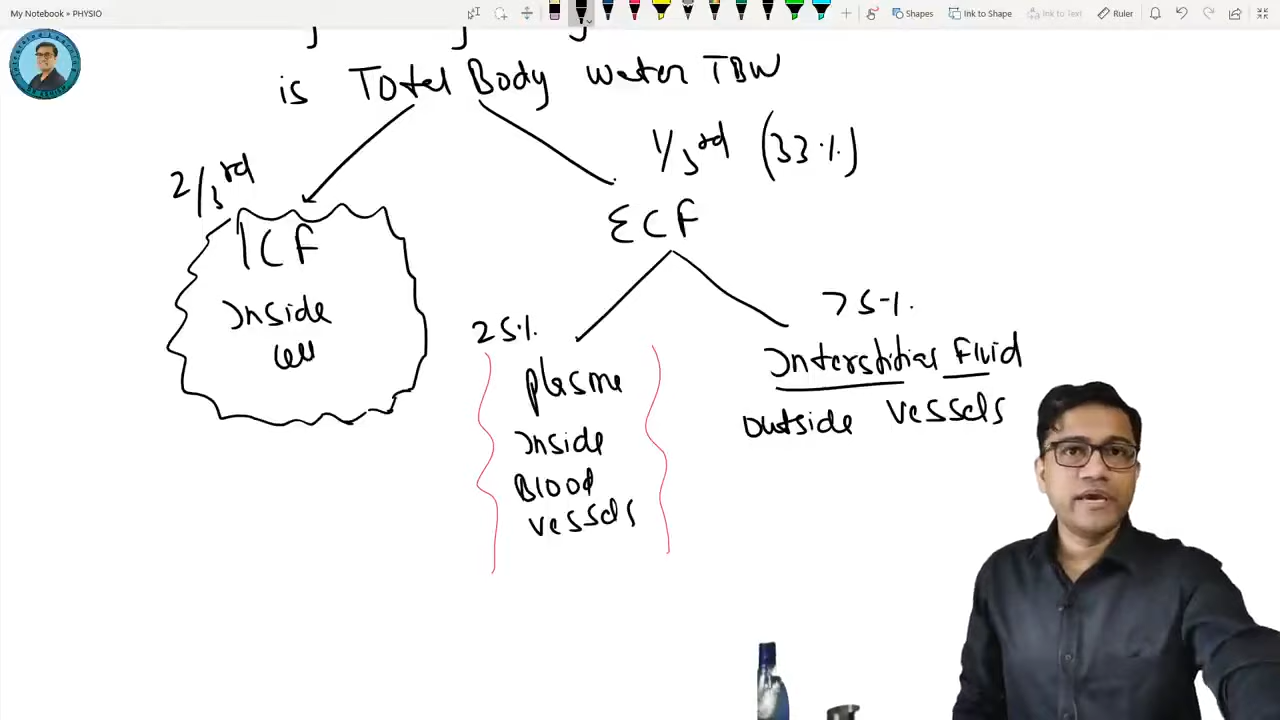 My Notebook » PHYSIO
Shapes
Ink to Shape
Ink to Text
Ruler
is Total Body water TBW
2/3rd
1/3rd (33%)
ICF
Inside
cell
ECF
25%
plasma
Inside
Blood
vessels
75%
Interstitial Fluid
outside vessels